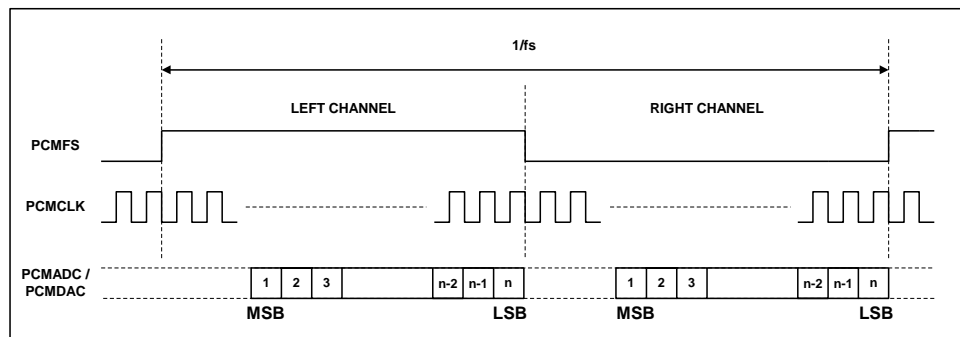 1/fs
LEFT CHANNEL RIGHT CHANNEL
PCMFS
PCMCLK
PCMADC /
PCMDAC
1 2 3 n-2 n-1 n 1 2 3 n-2 n-1 n
MSB LSB MSB LSB